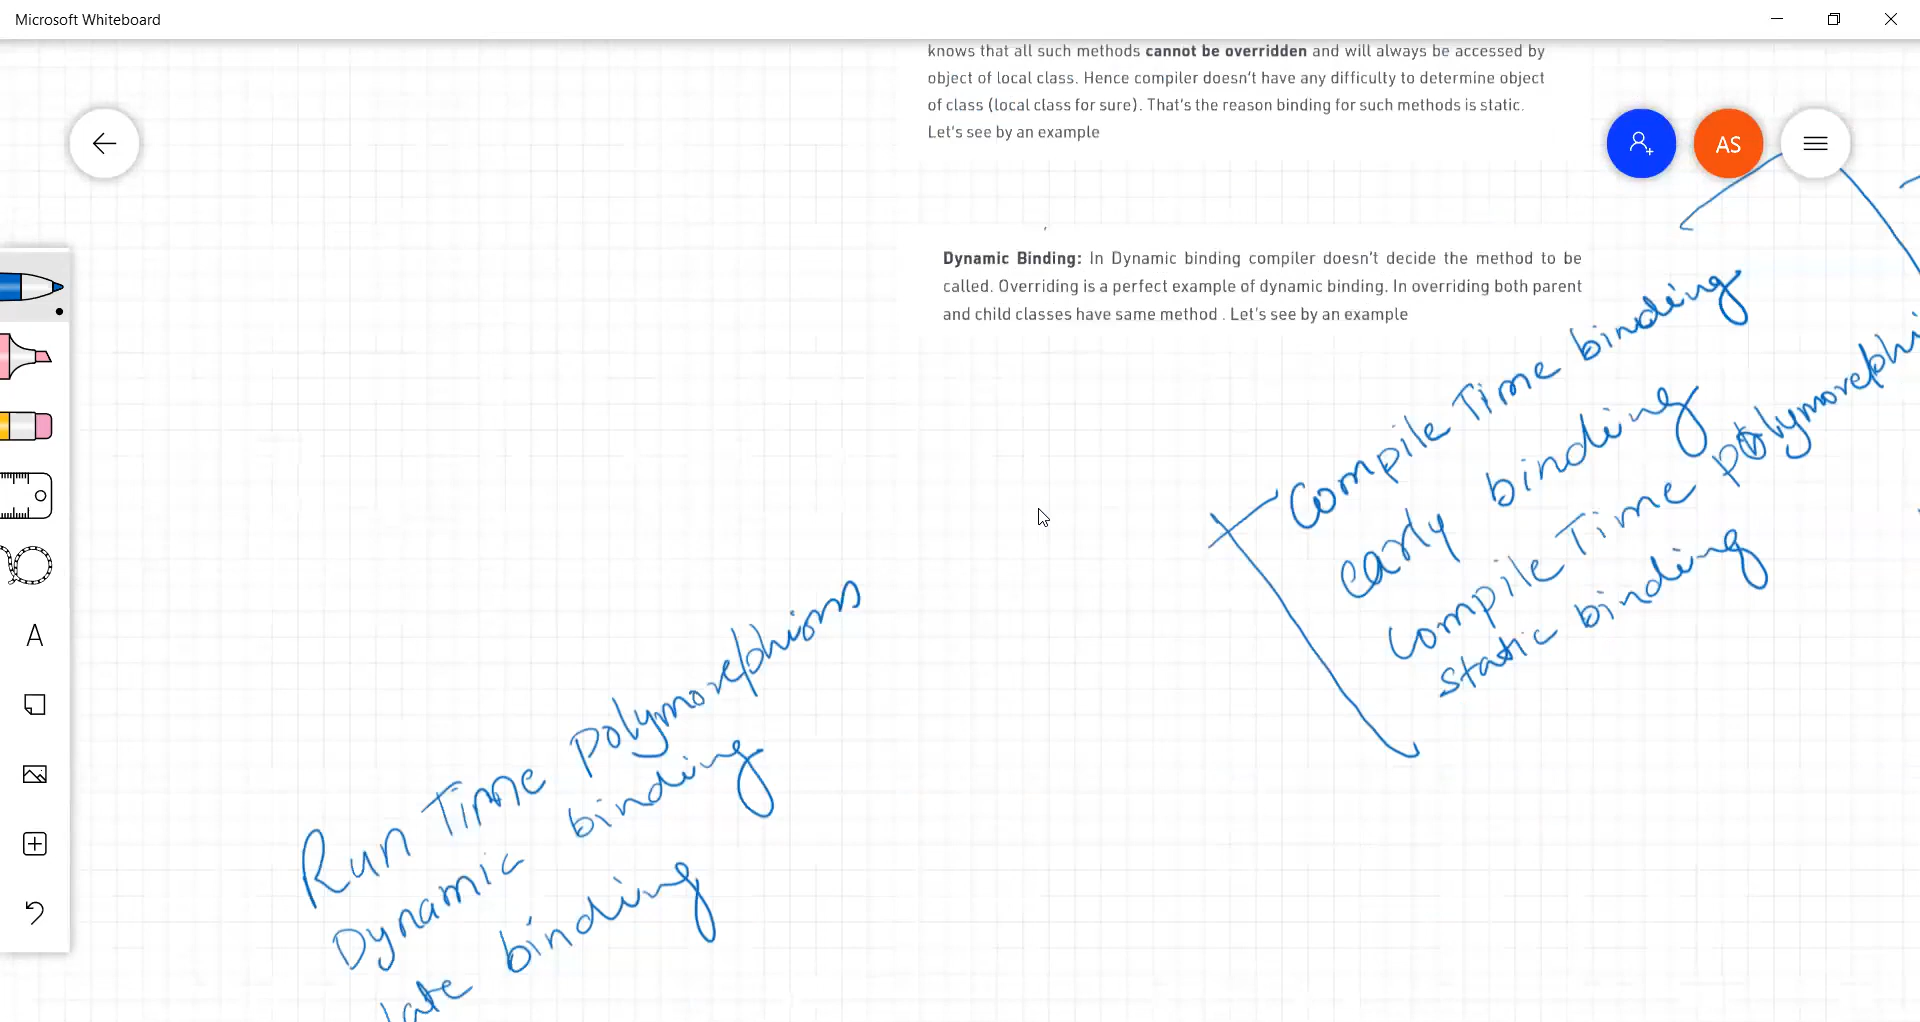 Microsoft Whiteboard
knows that all such methods cannot be overridden and will always be accessed by
object of local class. Hence compiler doesn't have any difficulty to determine object
of class (local class for sure). That's the reason binding for such methods is static.
Let's see by an example
AS
Dynamic Binding: In Dynamic binding compiler doesn't decide the method to be
called. Overriding is a perfect example of dynamic binding. In overriding both parent
and child classes have same method . Let's see by an example
Compile Time binding
early binding
Compile Time polymorephi
static binding
A
Run Time Polymorephism
Dynamic binding
late binding